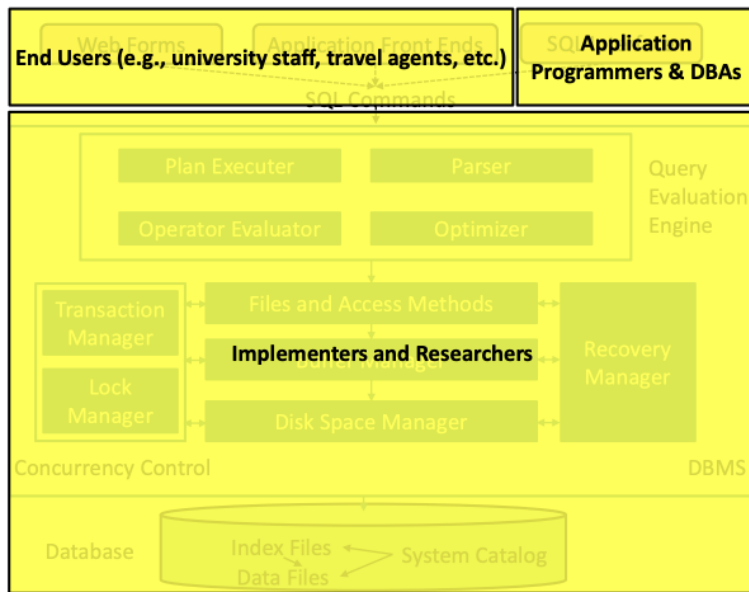 Web Forms
Application Front Ends
SQL
End Users (e.g., university staff, travel agents, etc.)
Application
Programmers & DBAs
SQL Commands
Plan Executer
Parser
Query
Evaluation
Engine
Operator Evaluator
Optimizer
Files and Access Methods
Transaction
Manager
Implementers and Researchers
Buffer Manager
Recovery
Manager
Lock
Manager
Disk Space Manager
Concurrency Control
DBMS
Database
Index Files
System Catalog
Data Files